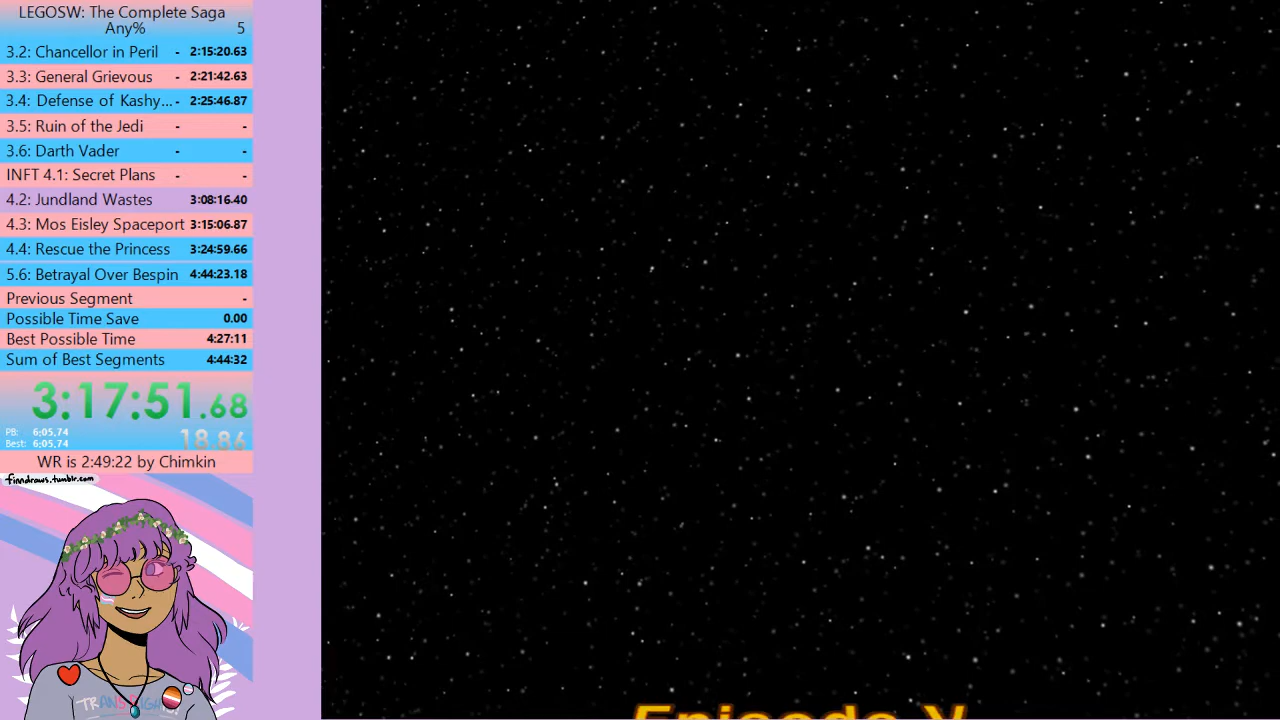 LEGOSW: The Complete Saga
Any% 5
3.2: Chancellor in Peril - 2:15:20.63
3.3: General Grievous - 2:21:42.63
3.4: Defense of Kashy... - 2:25:46.87
3.5: Ruin of the Jedi - -
3.6: Darth Vader - -
INFT 4.1: Secret Plans - -
4.2: Jundland Wastes 3:08:16.40
4.3: Mos Eisley Spaceport 3:15:06.87
4.4: Rescue the Princess 3:24:59.66
5.6: Betrayal Over Bespin 4:44:23.18
Previous Segment -
Possible Time Save 0.00
Best Possible Time 4:27:11
Sum of Best Segments 4:44:32
3:17:51.68
PB: 6:05.74
Best: 6:05.74 18.86
WR is 2:49:22 by Chimkin
finndraws.tumblr.com
Episode V